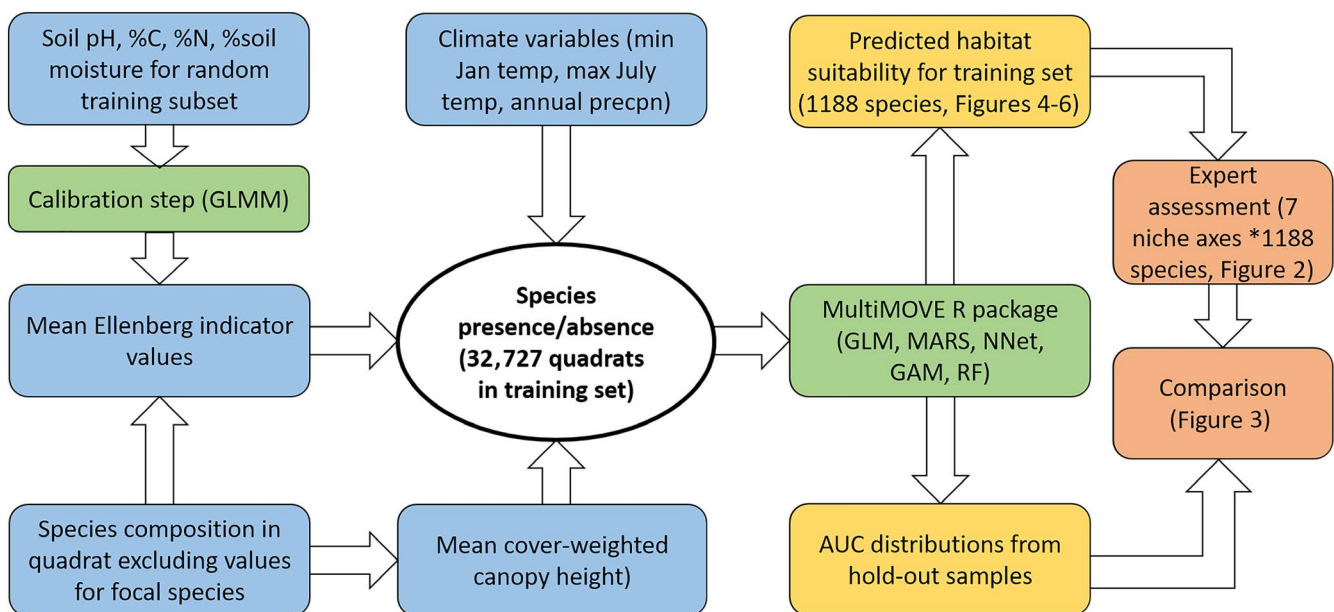 Soil pH, %C, %N, %soil
moisture for random
training subset
Calibration step (GLMM)
Mean Ellenberg indicator
values
Species composition in
quadrat excluding values
for focal species
Climate variables (min
Jan temp, max July
temp, annual precpn)
Species
presence/absence
(32,727 quadrats
in training set)
Mean cover-weighted
canopy height)
Predicted habitat
suitability for training set
(1188 species, Figures 4-6)
MultiMOVE R package
(GLM, MARS, NNet,
GAM, RF)
AUC distributions from
hold-out samples
Expert
assessment (7
niche axes *1188
species, Figure 2)
Comparison
(Figure 3)